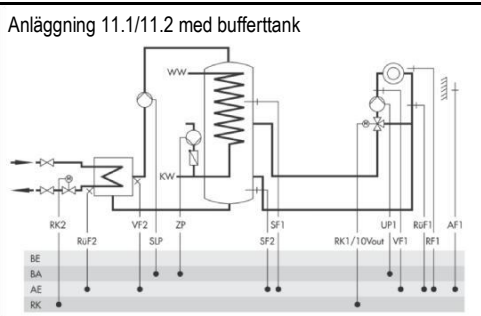 Anläggning 11.1/11.2 med bufferttank
WW
KW
RK2
RüF2
VF2
SLP
ZP
SF2
SF1
RK1/10Vout
UP1
VF1
RüF1
RF1
AF1
BE
BA
AE
RK